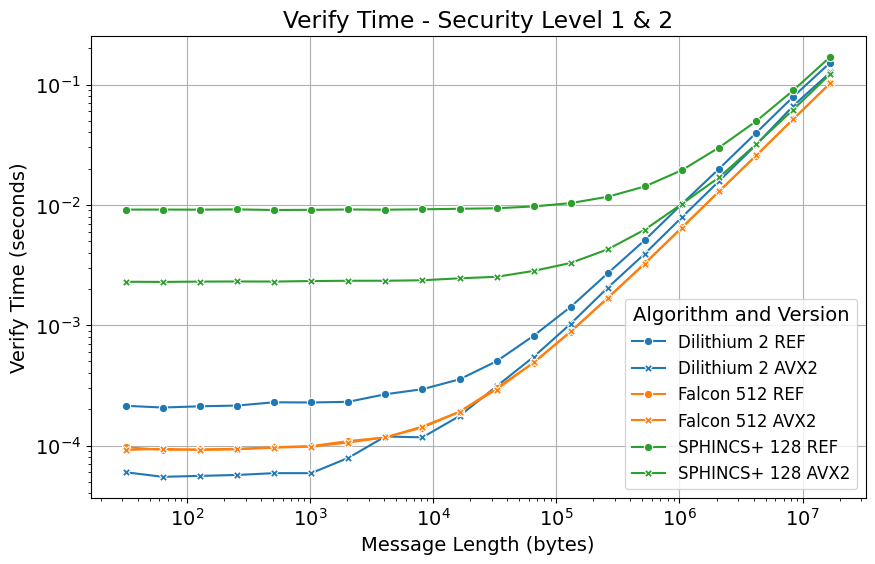 Verify Time - Security Level 1 & 2
Verify Time (seconds)
10⁻¹
10⁻²
10⁻³
10⁻⁴
10²
10³
10⁴
10⁵
10⁶
10⁷
Message Length (bytes)
Algorithm and Version
Dilithium 2 REF
Dilithium 2 AVX2
Falcon 512 REF
Falcon 512 AVX2
SPHINCS+ 128 REF
SPHINCS+ 128 AVX2